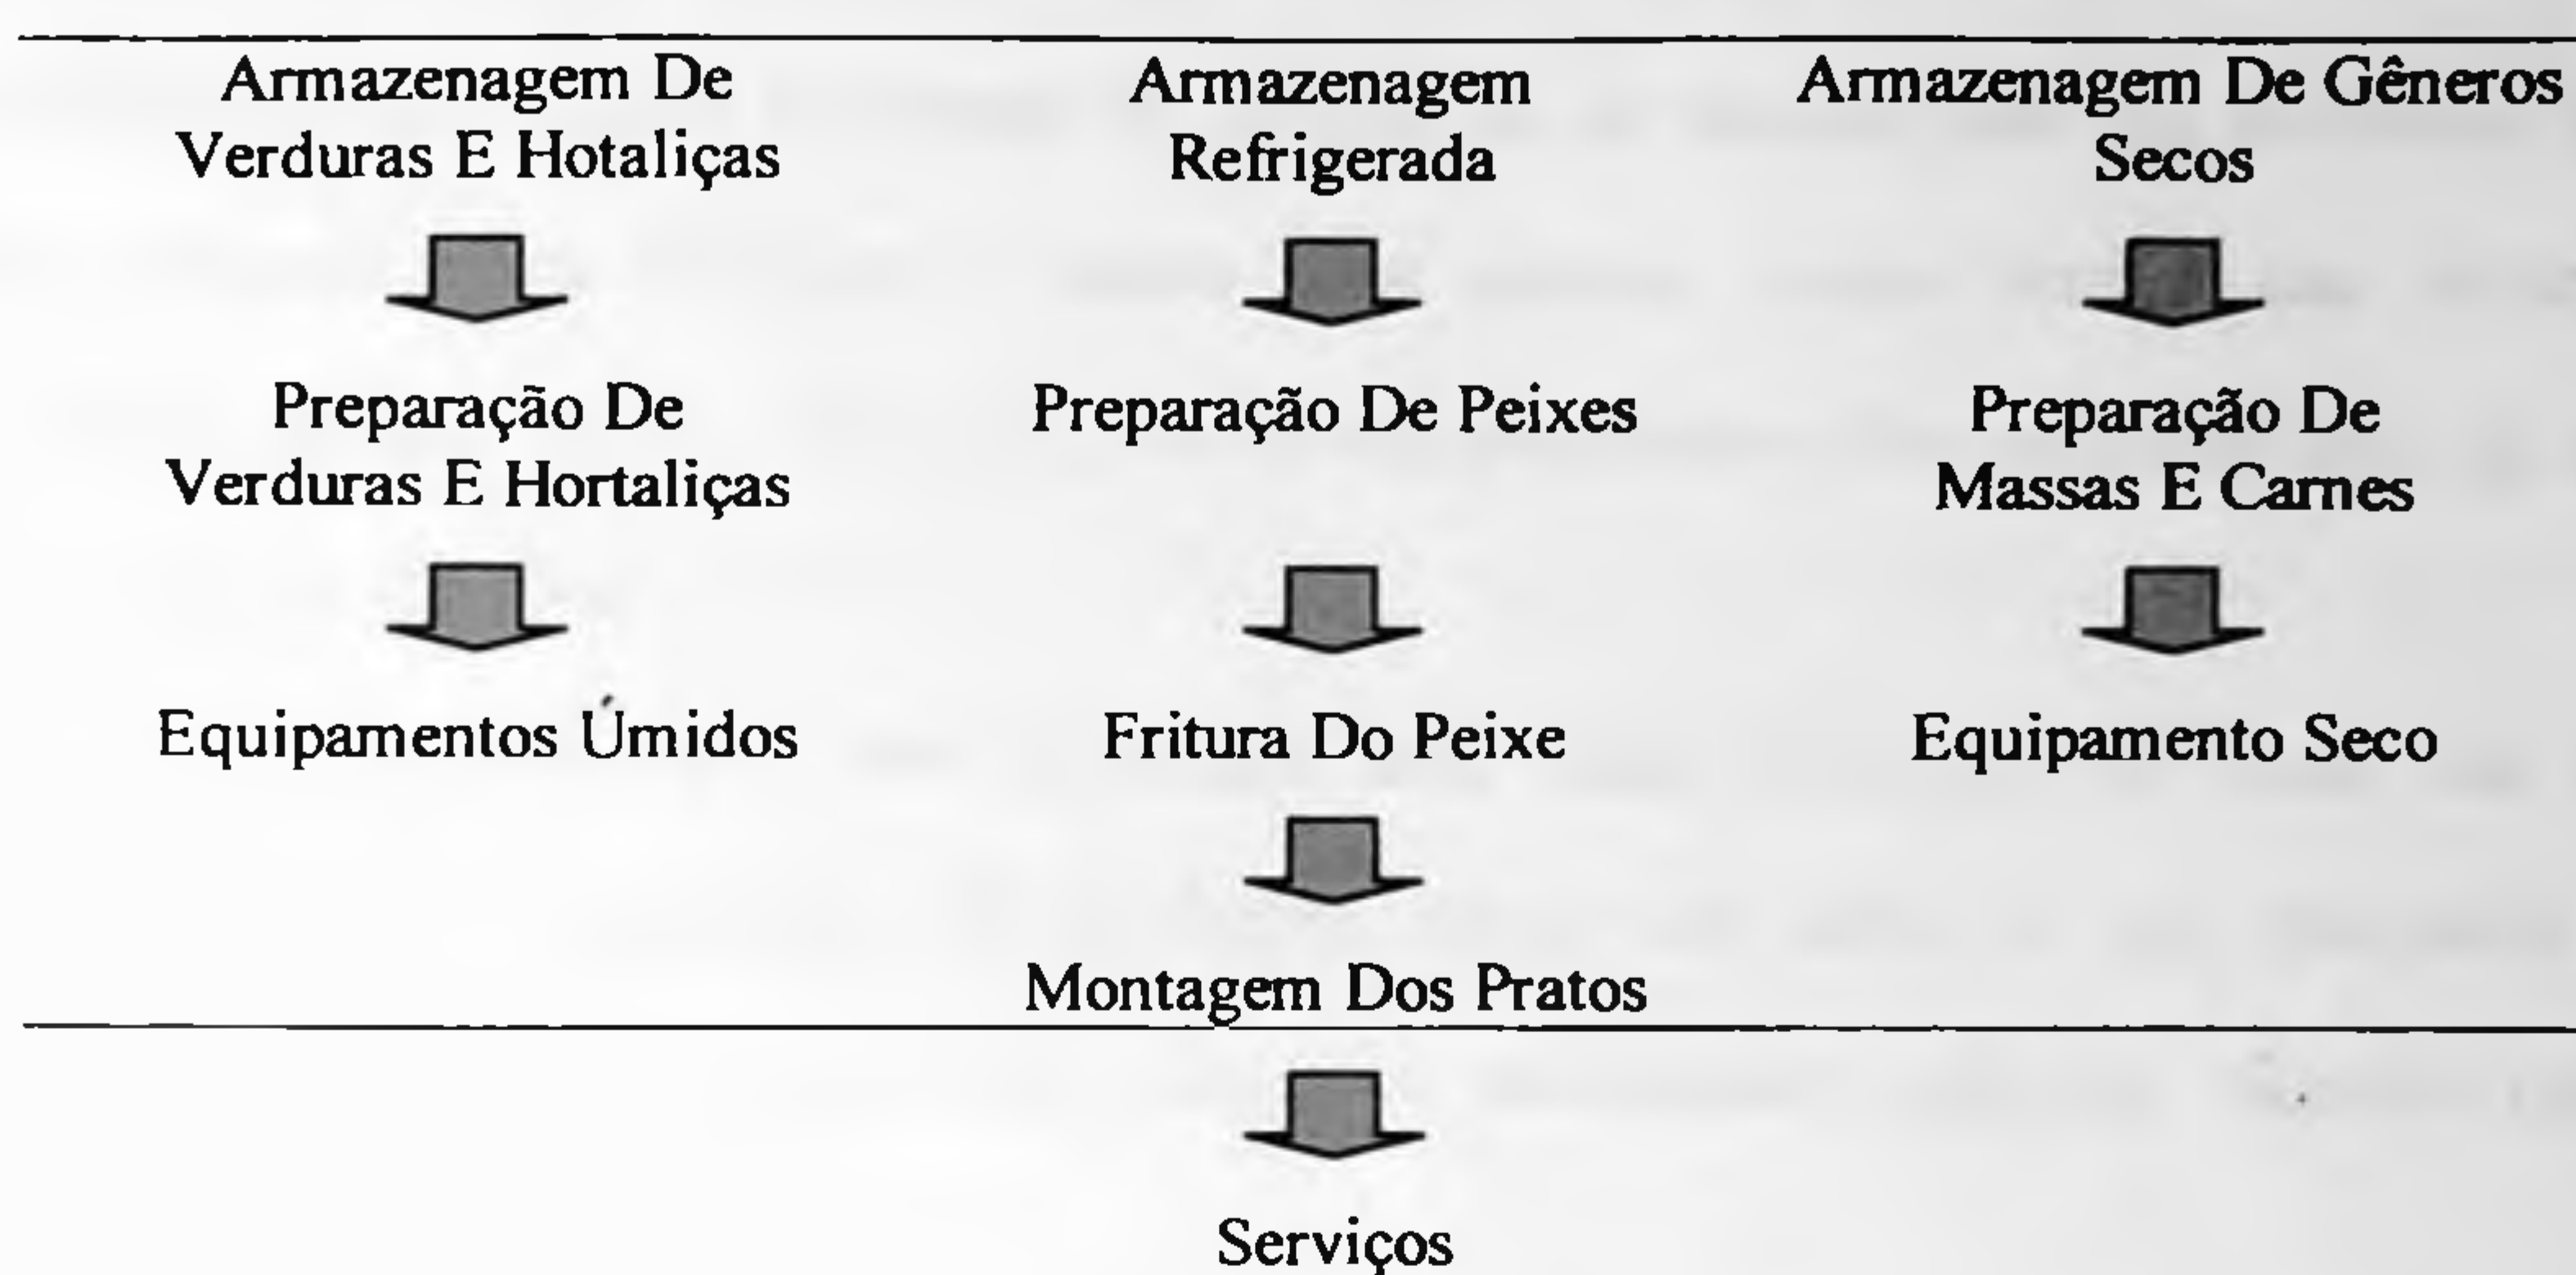 Armazenagem De
Verduras E Hotaliças
Armazenagem
Refrigerada
Armazenagem De Gêneros
Secos
Preparação De
Verduras E Hortaliças
Preparação De Peixes
Preparação De
Massas E Carnes
Equipamentos Úmidos
Fritura Do Peixe
Equipamento Seco
Montagem Dos Pratos
Serviços